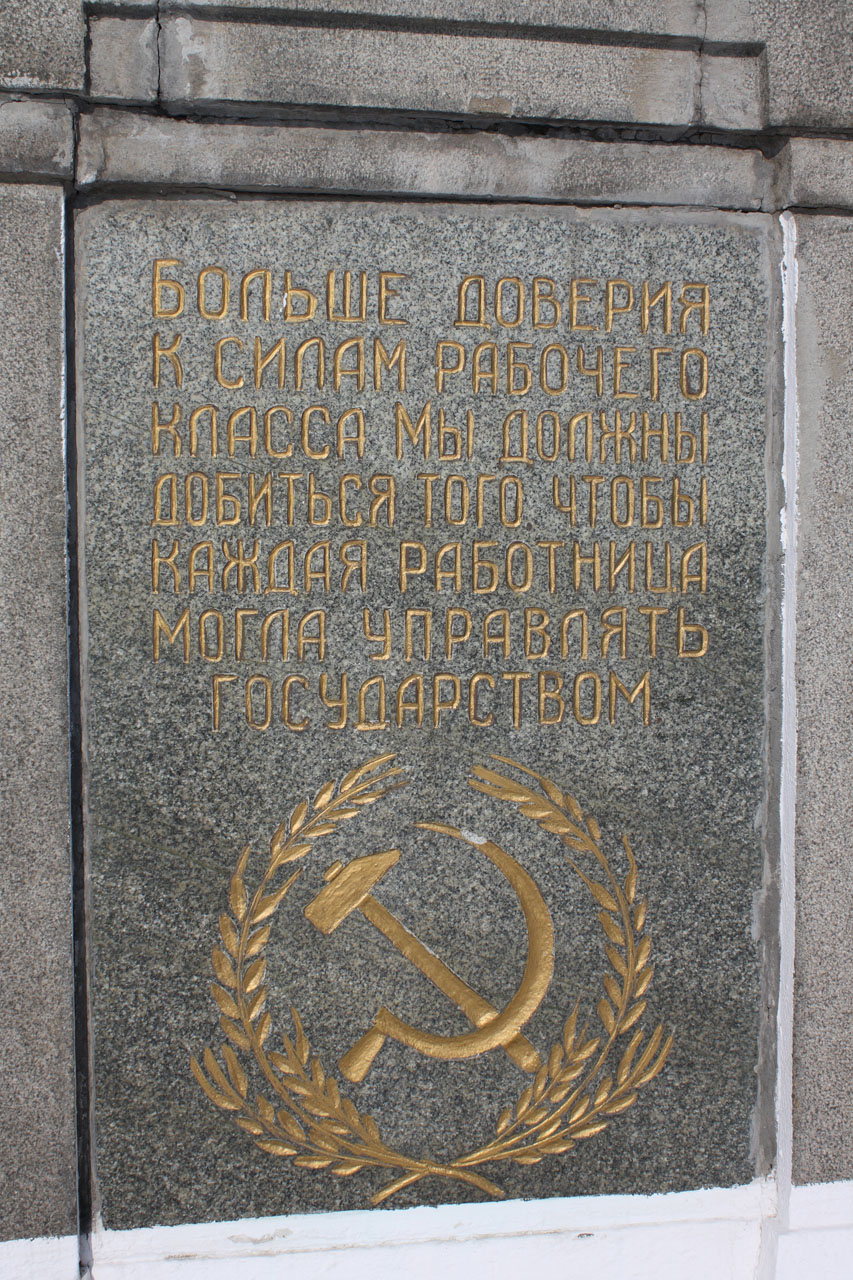 БОЛЬШЕ ДОВЕРИЯ
К СИЛАМ РАБОЧЕГО
КЛАССА МЫ ДОЛЖНЫ
ДОБИТЬСЯ ТОГО ЧТОБЫ
КАЖДАЯ РАБОТНИЦА
МОГЛА УПРАВЛЯТЬ
ГОСУДАРСТВОМ